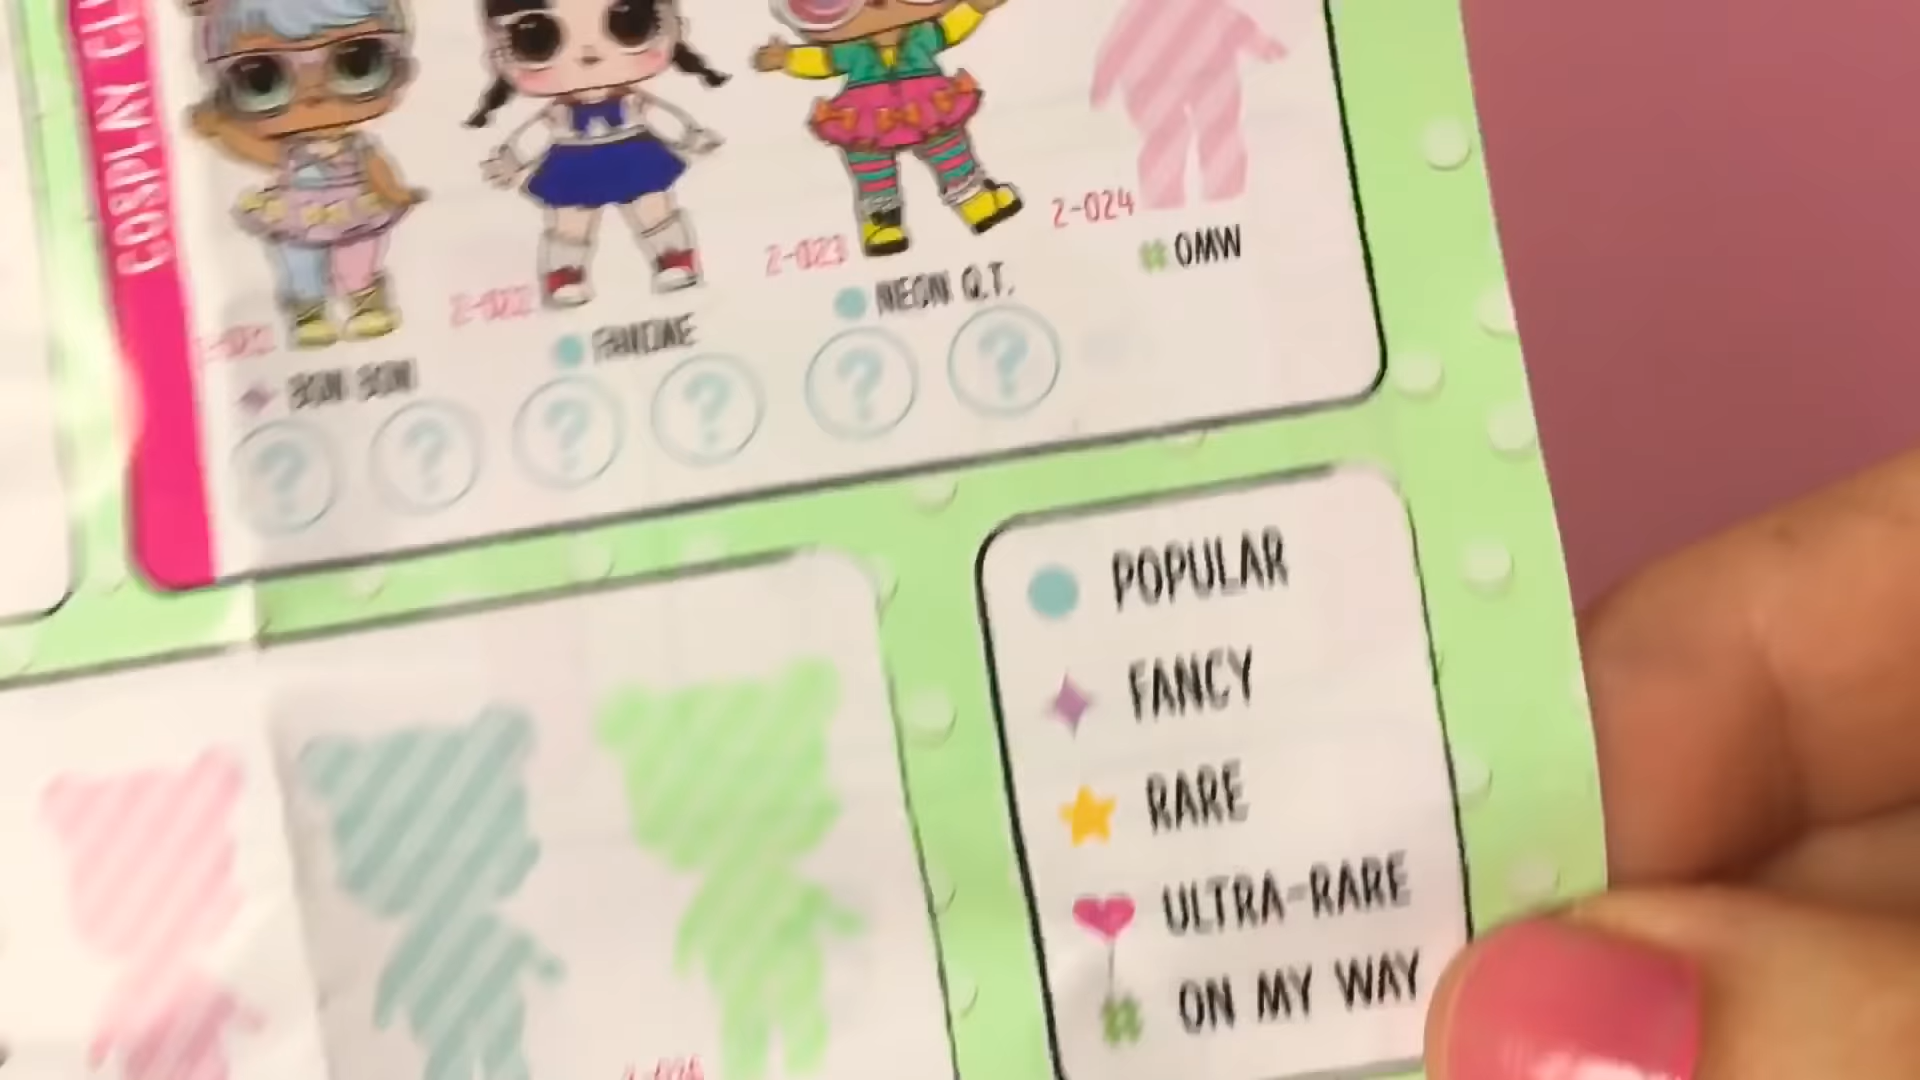 COSPLAY CL
2-024
# OMW
2-023
NEON Q.T.
2-022
FANIME
BON BON
? ? ? ? ? ?
POPULAR
FANCY
RARE
ULTRA-RARE
# ON MY WAY